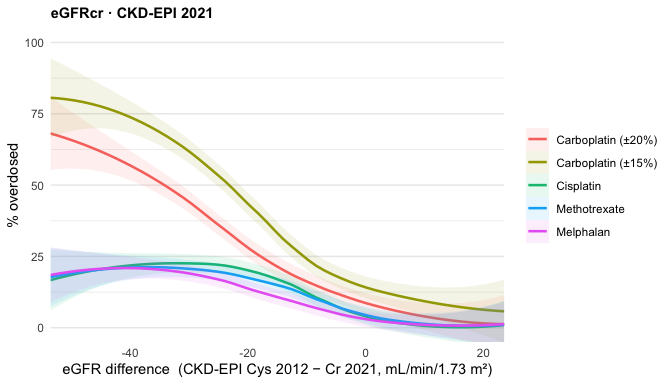 eGFRcr · CKD-EPI 2021
100
75
50
25
0
% overdosed
-40
-20
0
20
eGFR difference (CKD-EPI Cys 2012 − Cr 2021, mL/min/1.73 m²)
Carboplatin (±20%)
Carboplatin (±15%)
Cisplatin
Methotrexate
Melphalan